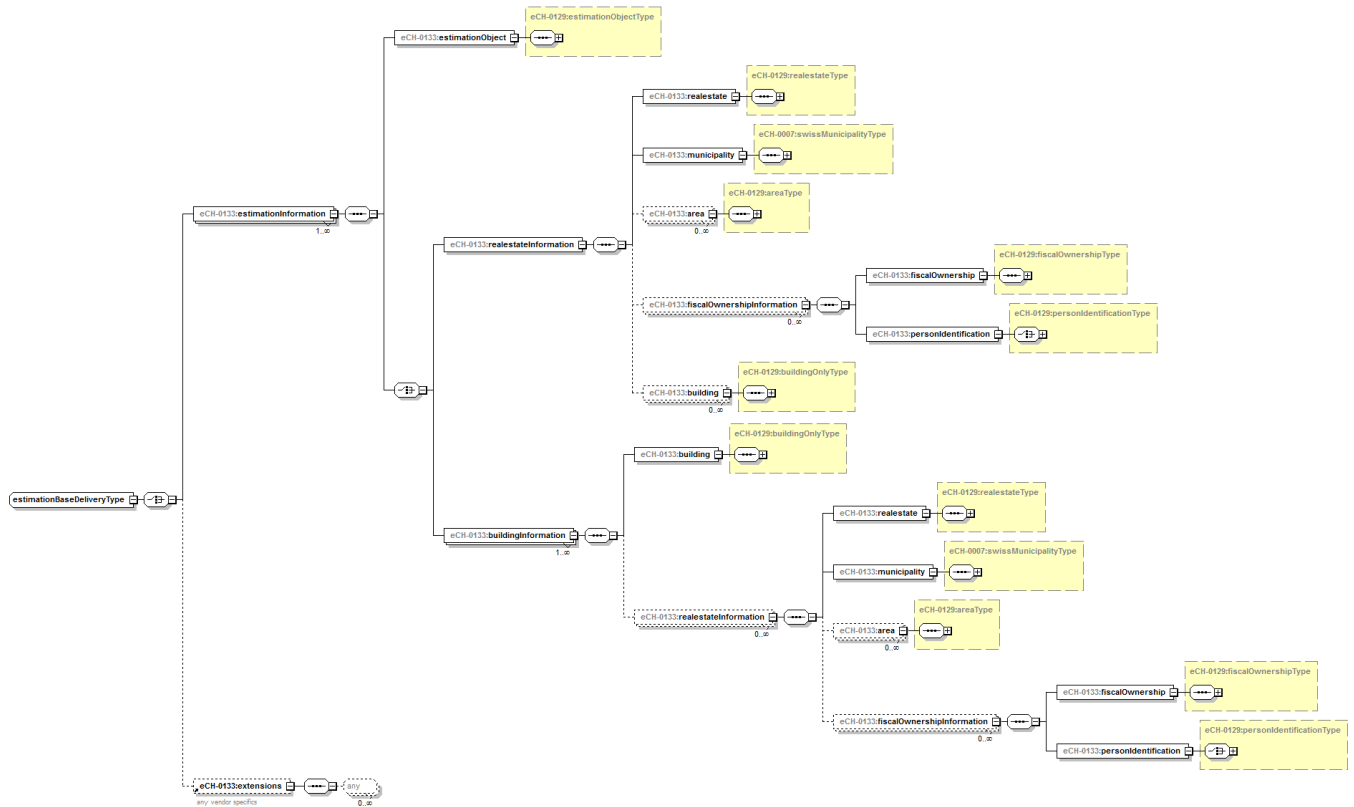 eCH-0129:estimationObjectType
eCH-0133:estimationObject
eCH-0129:realestateType
eCH-0133:realestate
eCH-0007:swissMunicipalityType
eCH-0133:municipality
eCH-0129:areaType
eCH-0133:area
0..∞
eCH-0133:estimationInformation
1..∞
eCH-0133:realestateInformation
eCH-0129:fiscalOwnershipType
eCH-0133:fiscalOwnership
eCH-0133:fiscalOwnershipInformation
0..∞
eCH-0129:personIdentificationType
eCH-0133:personIdentification
eCH-0129:buildingOnlyType
eCH-0133:building
0..∞
eCH-0129:buildingOnlyType
eCH-0133:building
estimationBaseDeliveryType
eCH-0129:realestateType
eCH-0133:realestate
eCH-0133:buildingInformation
1..∞
eCH-0007:swissMunicipalityType
eCH-0133:municipality
eCH-0133:realestateInformation
0..∞
eCH-0129:areaType
eCH-0133:area
0..∞
eCH-0129:fiscalOwnershipType
eCH-0133:fiscalOwnership
eCH-0133:fiscalOwnershipInformation
0..∞
eCH-0129:personIdentificationType
eCH-0133:personIdentification
eCH-0133:extensions
any
0..∞
any vendor specifics